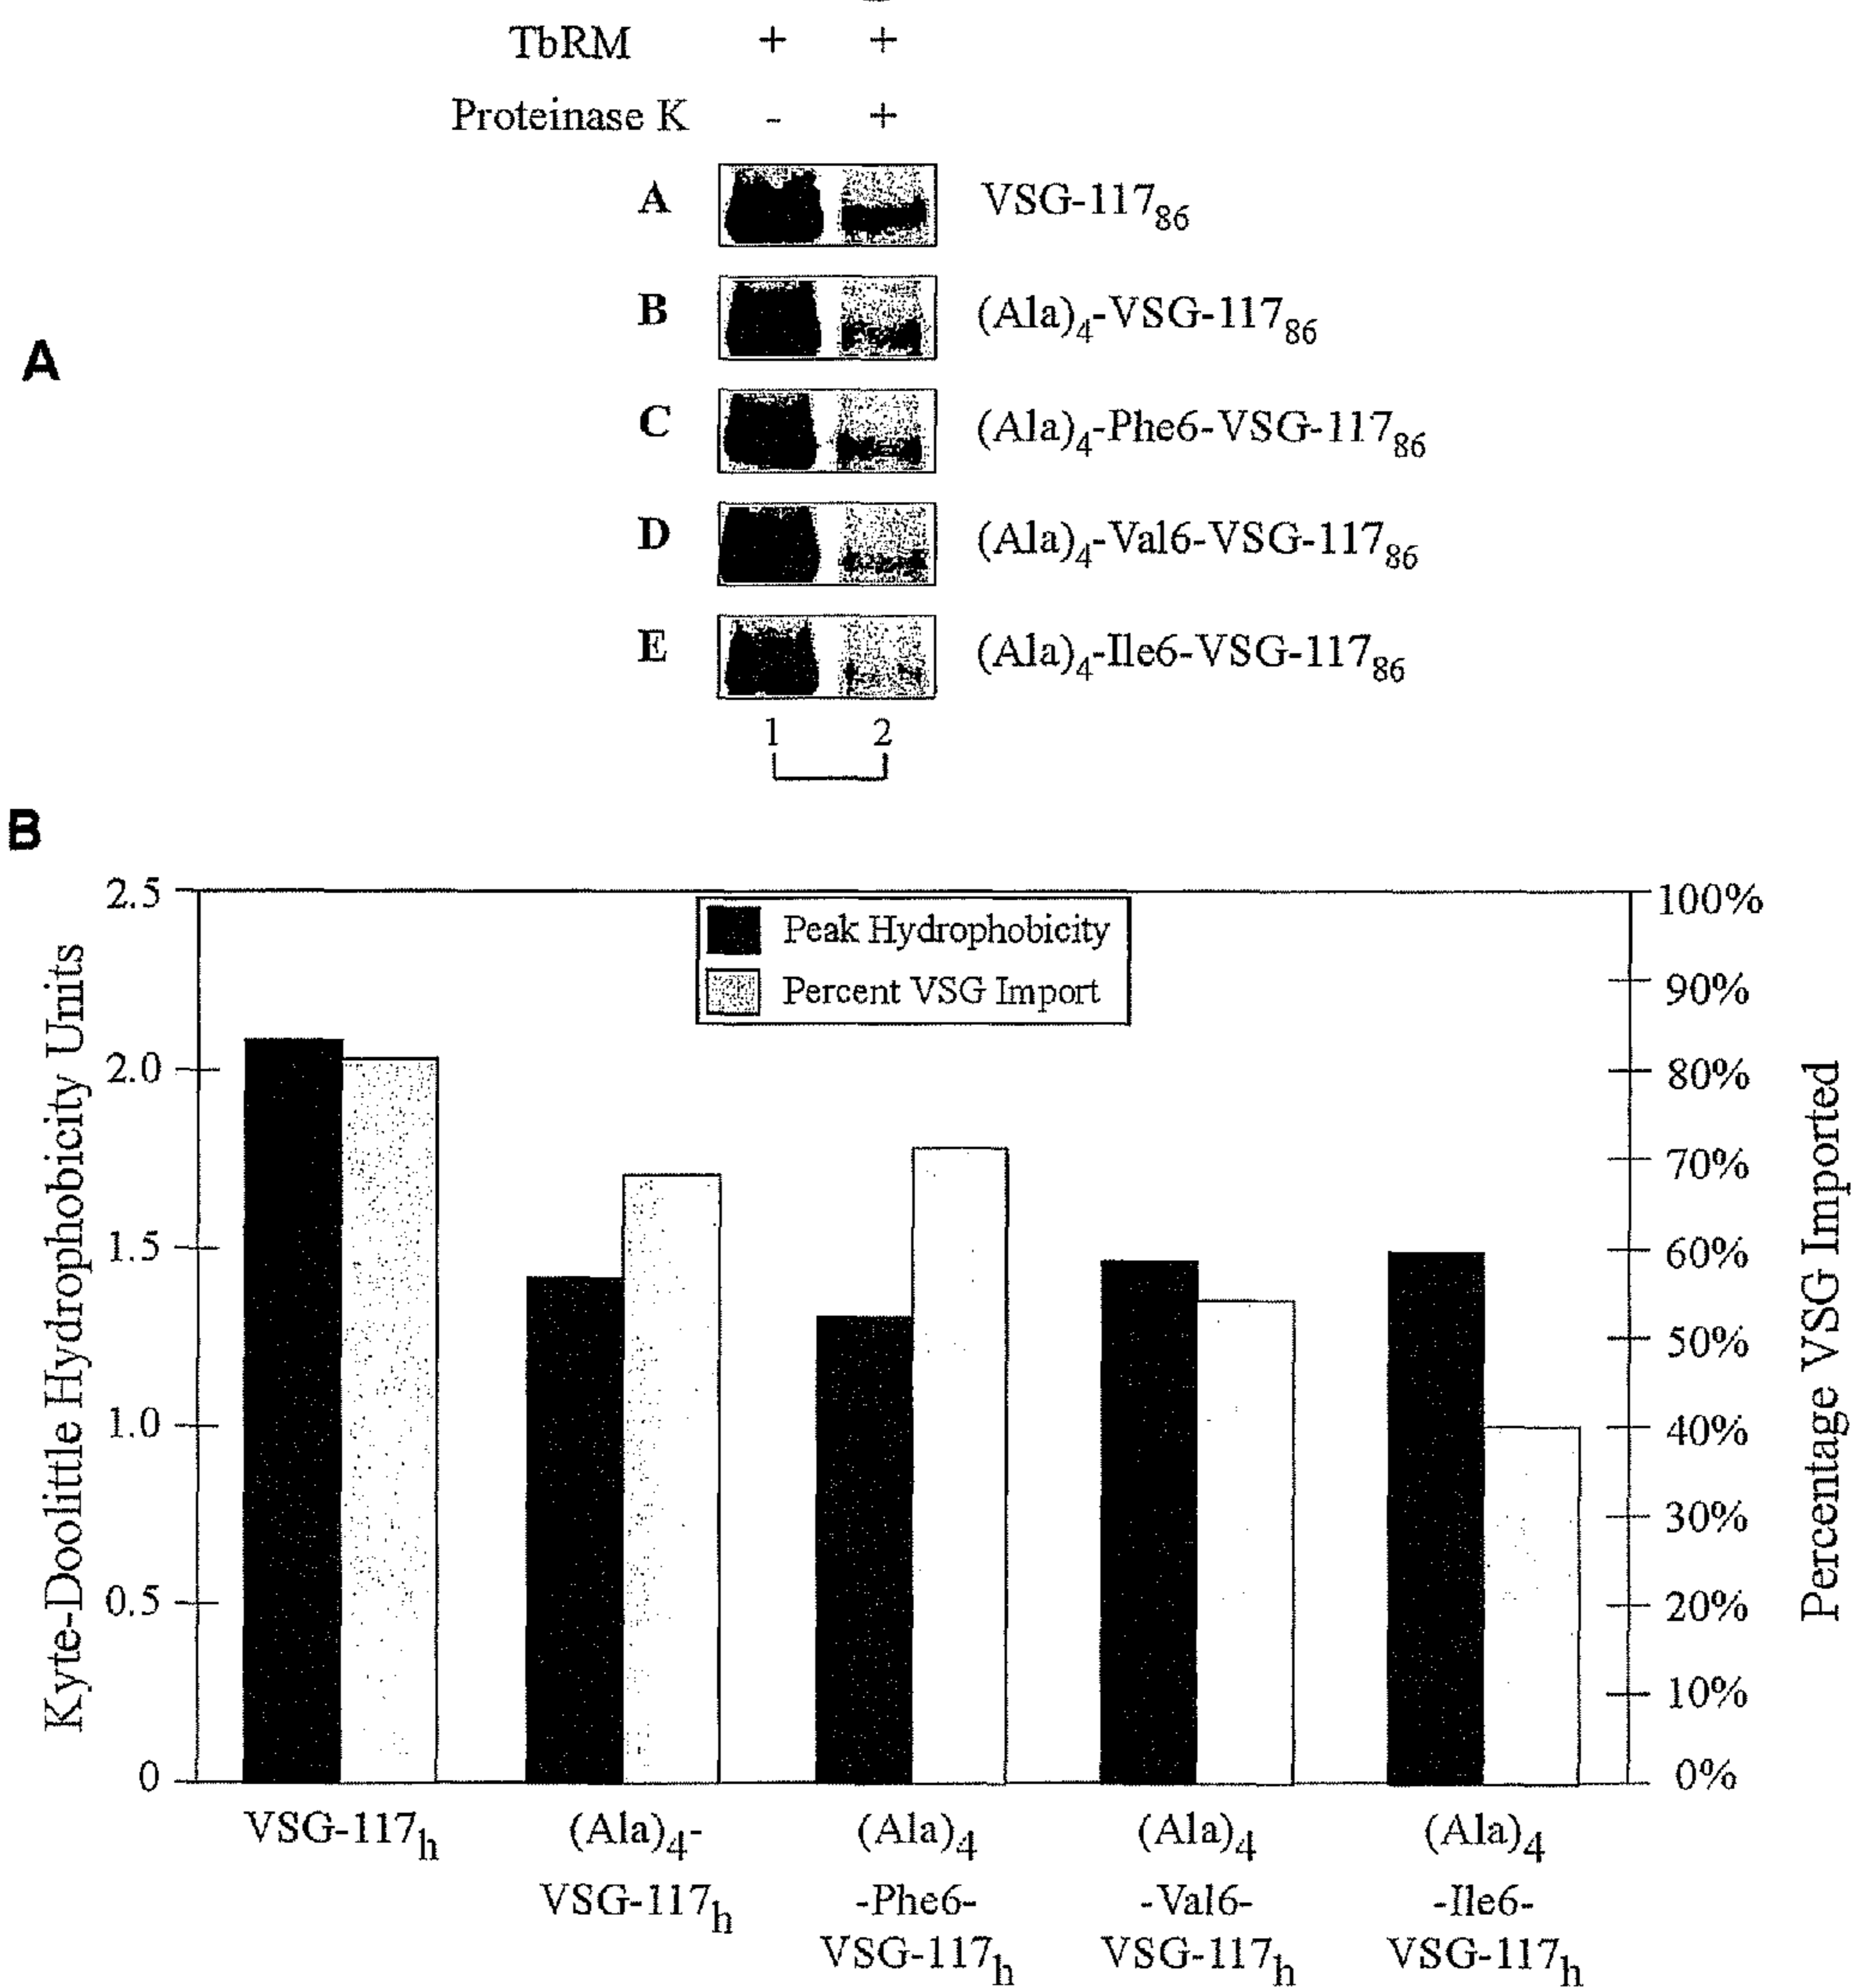 TbRM + +
Proteinase K - +
A
A VSG-117₈₆
B (Ala)₄-VSG-117₈₆
C (Ala)₄-Phe6-VSG-117₈₆
D (Ala)₄-Val6-VSG-117₈₆
E (Ala)₄-Ile6-VSG-117₈₆
1 2
B
Kyte-Doolittle Hydrophobicity Units
2.5
2.0
1.5
1.0
0.5
0
Peak Hydrophobicity
Percent VSG Import
100%
90%
80%
70%
60%
50%
40%
30%
20%
10%
0%
Percentage VSG Imported
VSG-117ₕ
(Ala)₄-
VSG-117ₕ
(Ala)₄
-Phe6-
VSG-117ₕ
(Ala)₄
-Val6-
VSG-117ₕ
(Ala)₄
-Ile6-
VSG-117ₕ